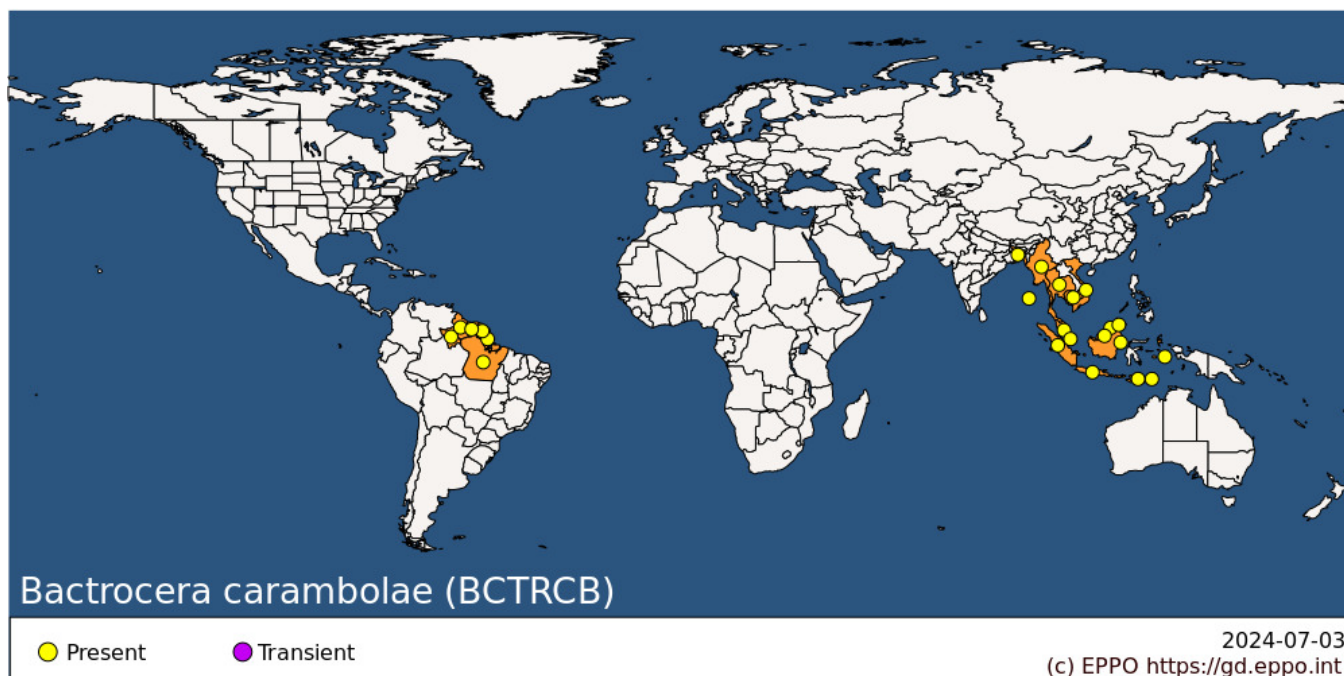 Bactrocera carambolae (BCTRCB)
Present
Transient
2024-07-03
(c) EPPO https://gd.eppo.int